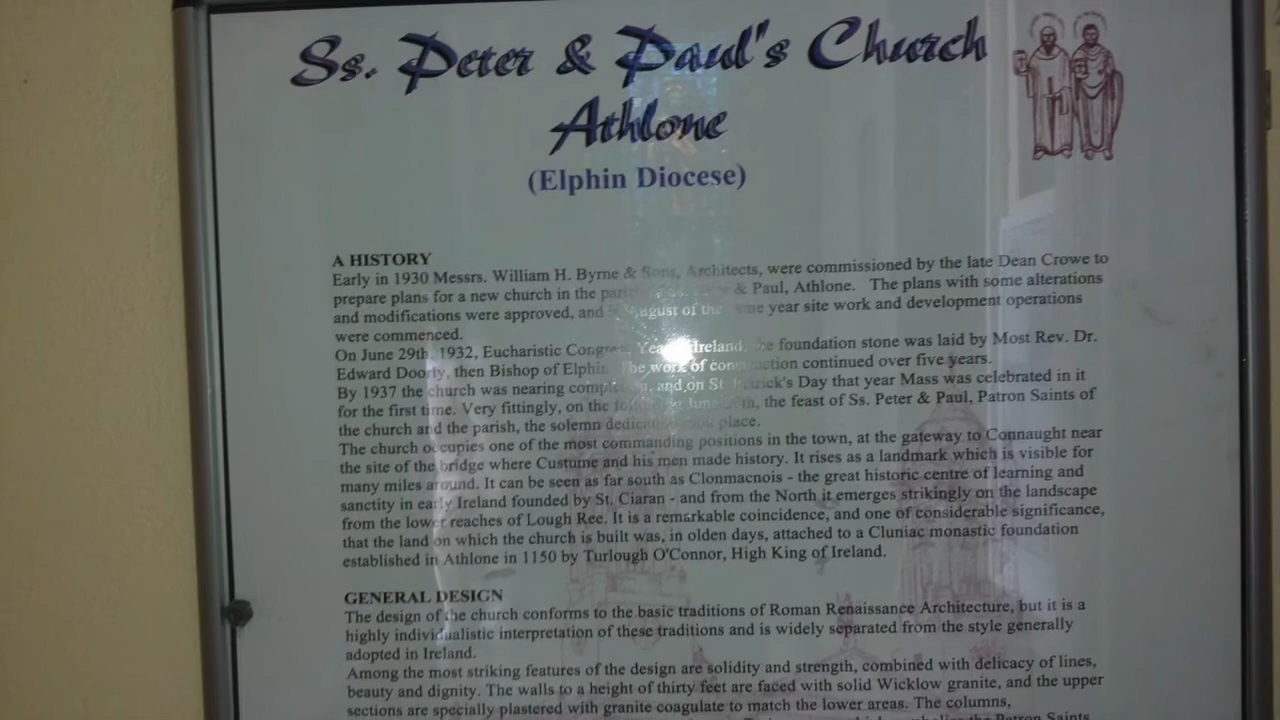 Ss. Peter & Paul's Church
Athlone
(Elphin Diocese)
A HISTORY
Early in 1930 Messrs. William H. Byrne & Sons, Architects, were commissioned by the late Dean Crowe to
prepare plans for a new church in the & Paul, Athlone. The plans with some alterations
and modifications were approved, and August of the year site work and development operations
were commenced.
On June 29th, 1932, Eucharistic Congress Year Ireland, the foundation stone was laid by Most Rev. Dr.
Edward Doorly, then Bishop of Elphin. The work of construction continued over five years.
By 1937 the church was nearing completion, and on St. Patrick's Day that year Mass was celebrated in it
for the first time. Very fittingly, on the June the feast of Ss. Peter & Paul, Patron Saints of
the church and the parish, the solemn dedication took place.
The church occupies one of the most commanding positions in the town, at the gateway to Connaught near
the site of the bridge where Custume and his men made history. It rises as a landmark which is visible for
many miles around. It can be seen as far south as Clonmacnois - the great historic centre of learning and
sanctity in early Ireland founded by St. Ciaran - and from the North it emerges strikingly on the landscape
from the lower reaches of Lough Ree. It is a remarkable coincidence, and one of considerable significance,
that the land on which the church is built was, in olden days, attached to a Cluniac monastic foundation
established in Athlone in 1150 by Turlough O'Connor, High King of Ireland.
GENERAL DESIGN
The design of the church conforms to the basic traditions of Roman Renaissance Architecture, but it is a
highly individualistic interpretation of these traditions and is widely separated from the style generally
adopted in Ireland.
Among the most striking features of the design are solidity and strength, combined with delicacy of lines,
beauty and dignity. The walls to a height of thirty feet are faced with solid Wicklow granite, and the upper
sections are specially plastered with granite coagulate to match the lower areas. The columns,
Patron Saints